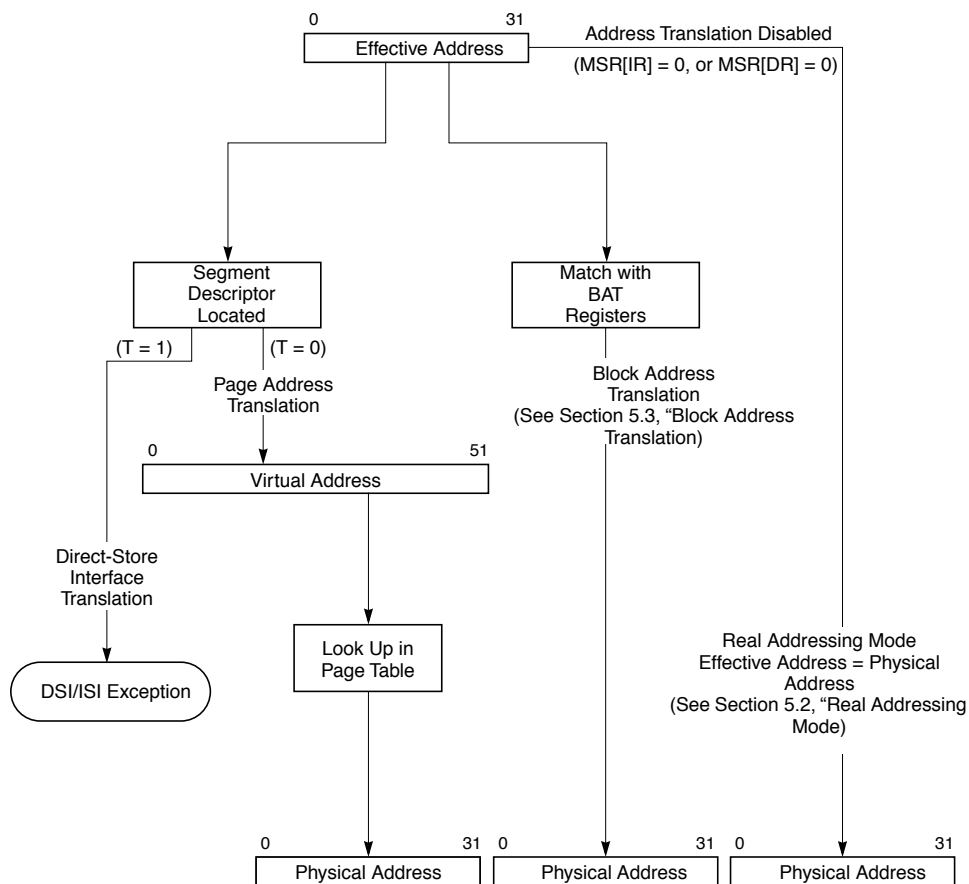 0 31
Effective Address
Address Translation Disabled
(MSR[IR] = 0, or MSR[DR] = 0)
Segment
Descriptor
Located
Match with
BAT
Registers
(T = 1)
(T = 0)
Page Address
Translation
Block Address
Translation
(See Section 5.3, “Block Address
Translation)
0 51
Virtual Address
Direct-Store
Interface
Translation
Look Up in
Page Table
DSI/ISI Exception
Real Addressing Mode
Effective Address = Physical
Address
(See Section 5.2, “Real Addressing
Mode)
0 31
Physical Address
0 31
Physical Address
0 31
Physical Address